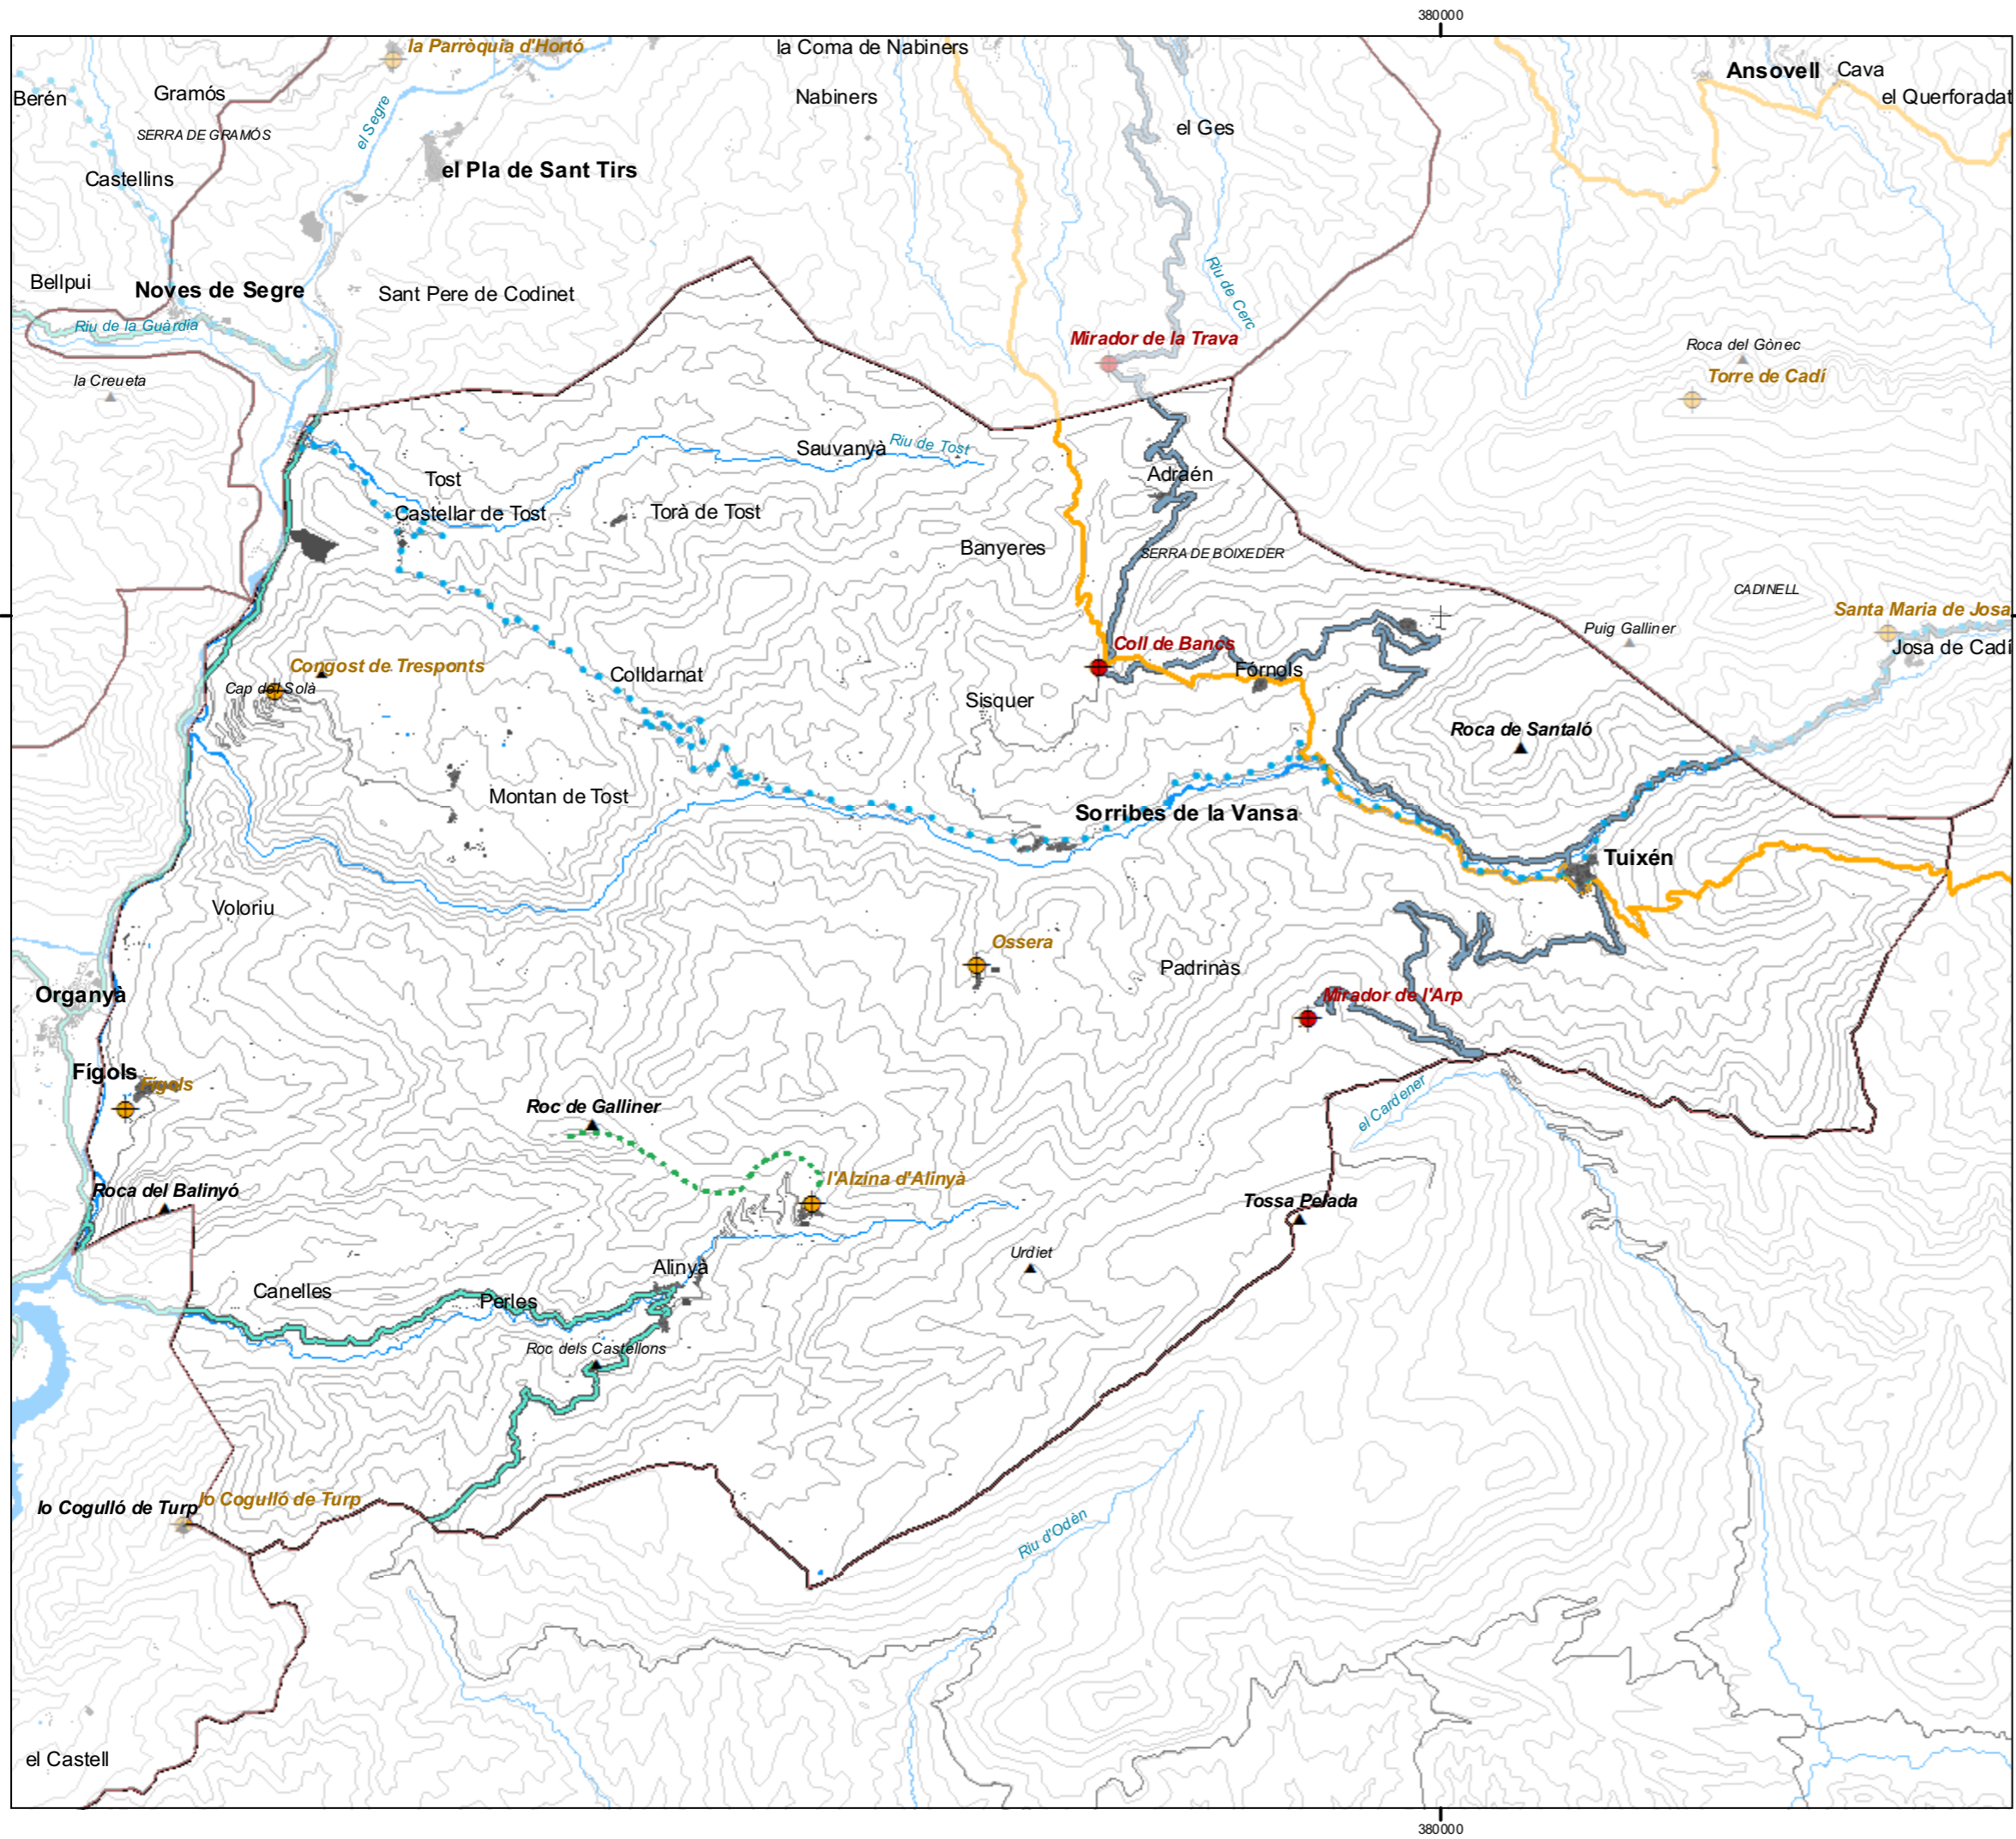 380000
la Parròquia d'Hortó
la Coma de Nabiners
Ansovell
Cava
Berén
Gramós
Nabiners
el Querforadat
SERRA DE GRAMÓS
el Segre
el Ges
el Pla de Sant Tirs
Castellins
Bellpui
Noves de Segre
Sant Pere de Codinet
Riu de Cerc
Riu de la Guàrdia
Mirador de la Trava
Roca del Gònec
la Creueta
Torre de Cadí
Sauvanyà
Riu de Tost
Tost
Adraén
Castellar de Tost
Torà de Tost
Banyeres
SERRA DE BOIXEDER
CADINELL
Santa Maria de Josa
Puig Galliner
Coll de Bancs
Josa de Cadí
Congost de Tresponts
Colldarnat
Fórnols
Cap del Solà
Sisquer
Roca de Santaló
Montan de Tost
Sorribes de la Vansa
Tuixén
Voloriu
Ossera
Padrinàs
Organyà
Mirador de l'Arp
Fígols
Fígols
Roc de Galliner
el Cardener
l'Alzina d'Alinyà
Roca del Balinyó
Tossa Pelada
Urdiet
Alinyà
Canelles
Perles
Roc dels Castellons
lo Cogulló de Turp
lo Cogulló de Turp
Riu d'Odèn
el Castell
380000